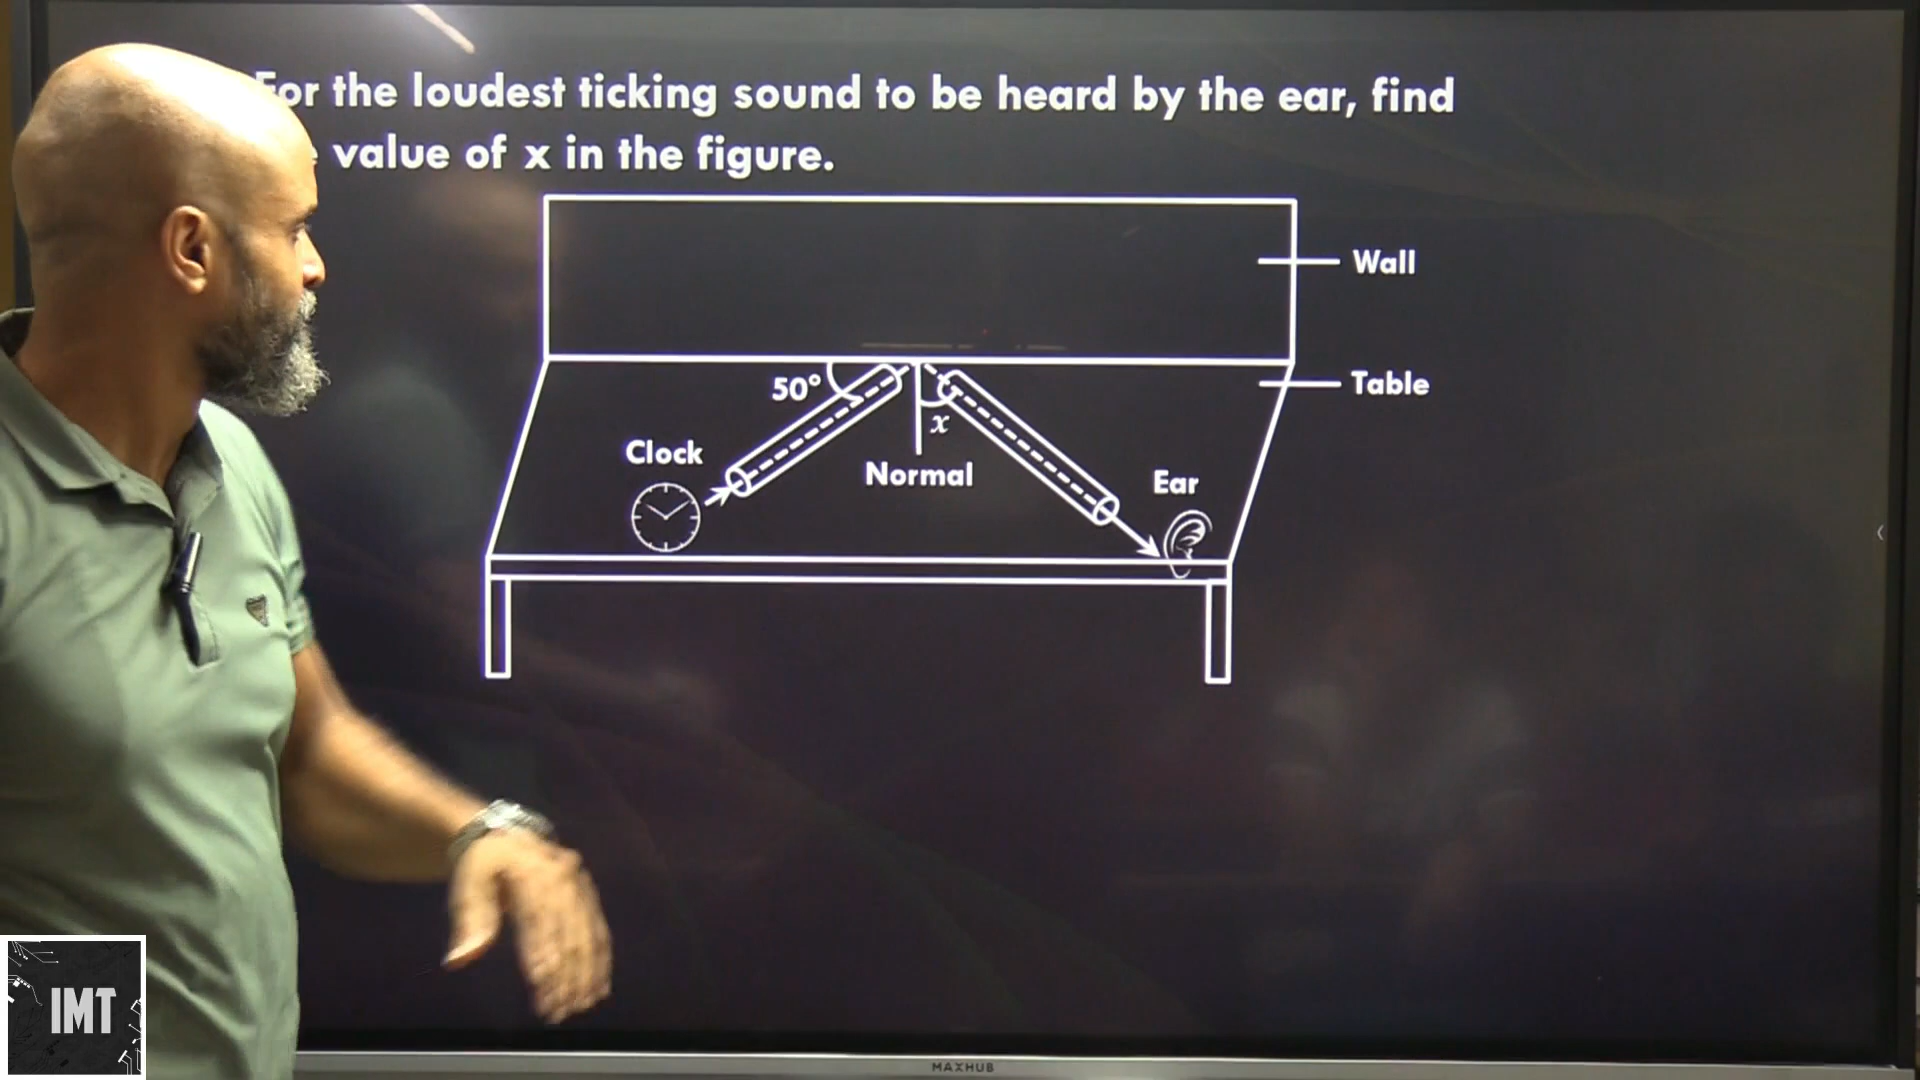 For the loudest ticking sound to be heard by the ear, find
value of x in the figure.
Wall
Table
50°
x
Clock
Normal
Ear
IMT
MAXHUB